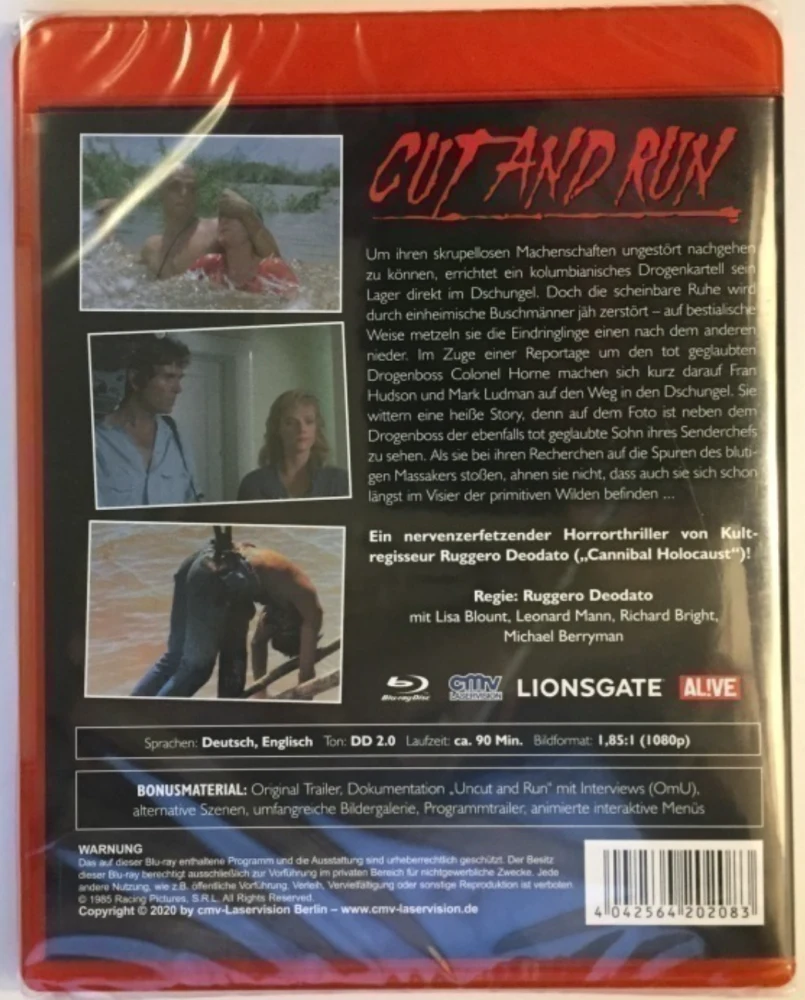 CUT AND RUN
Um ihren skrupellosen Machenschaften ungestört nachgehen
zu können, errichtet ein kolumbianisches Drogenkartell sein
Lager direkt im Dschungel. Doch die scheinbare Ruhe wird
durch einheimische Buschmänner jäh zerstört – auf bestialische
Weise metzeln sie die Eindringlinge einen nach dem anderen
nieder. Im Zuge einer Reportage um den tot geglaubten
Drogenboss Colonel Horne machen sich kurz darauf Fran
Hudson und Mark Ludman auf den Weg in den Dschungel. Sie
wittern eine heiße Story, denn auf dem Foto ist neben dem
Drogenboss der ebenfalls tot geglaubte Sohn ihres Senderchefs
zu sehen. Als sie bei ihren Recherchen auf die Spuren des bluti-
gen Massakers stoßen, ahnen sie nicht, dass auch sie sich schon
längst im Visier der primitiven Wilden befinden ...
Ein nervenzerfetzender Horrorthriller von Kult-
regisseur Ruggero Deodato („Cannibal Holocaust“)!
Regie: Ruggero Deodato
mit Lisa Blount, Leonard Mann, Richard Bright,
Michael Berryman
Blu-ray Disc cmv LASERVISION LIONSGATE AL!VE
Sprachen: Deutsch, Englisch Ton: DD 2.0 Laufzeit: ca. 90 Min. Bildformat: 1,85:1 (1080p)
BONUSMATERIAL: Original Trailer, Dokumentation „Uncut and Run“ mit Interviews (OmU),
alternative Szenen, umfangreiche Bildergalerie, Programmtrailer, animierte interaktive Menüs
WARNUNG
Das auf dieser Blu-ray enthaltene Programm und die Ausstattung sind urheberrechtlich geschützt. Der Besitz
dieser Blu-ray berechtigt ausschließlich zur Vorführung im privaten Bereich für nichtgewerbliche Zwecke. Jede
andere Nutzung, wie z.B. öffentliche Vorführung, Verleih, Vervielfältigung oder sonstige Reproduktion ist verboten.
© 1985 Racing Pictures, S.R.L. All Rights Reserved.
Copyright © 2020 by cmv-Laservision Berlin – www.cmv-laservision.de
4 042564 202083